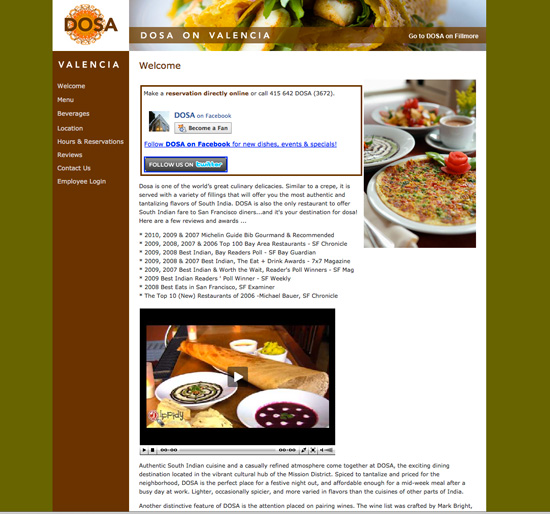 DOSA
DOSA ON VALENCIA
Go to DOSA on Fillmore
VALENCIA
Welcome
Menu
Beverages
Location
Hours & Reservations
Reviews
Contact Us
Employee Login
Welcome
Make a reservation directly online or call 415 642 DOSA (3672).
DOSA on Facebook
Become a Fan
Follow DOSA on Facebook for new dishes, events & specials!
FOLLOW US ON twitter
Dosa is one of the world's great culinary delicacies. Similar to a crepe, it is
served with a variety of fillings that will offer you the most authentic and
tantalizing flavors of South India. DOSA is also the only restaurant to offer
South Indian fare to San Francisco diners...and it's your destination for dosa!
Here are a few reviews and awards ...
* 2010, 2009 & 2007 Michelin Guide Bib Gourmand & Recommended
* 2009, 2008, 2007 & 2006 Top 100 Bay Area Restaurants - SF Chronicle
* 2009, 2008 Best Indian, Bay Readers Poll - SF Bay Guardian
* 2009, 2008 & 2007 Best Indian, The Eat + Drink Awards - 7x7 Magazine
* 2009, 2007 Best Indian & Worth the Wait, Reader's Poll Winners - SF Mag
* 2009 Best Indian Readers ' Poll Winner - SF Weekly
* 2008 Best Eats in San Francisco, SF Examiner
* The Top 10 (New) Restaurants of 2006 -Michael Bauer, SF Chronicle
00:00
00:00
Authentic South Indian cuisine and a casually refined atmosphere come together at DOSA, the exciting dining
destination located in the vibrant cultural hub of the Mission District. Spiced to tantalize and priced for the
neighborhood, DOSA is the perfect place for a festive night out, and affordable enough for a mid-week meal after a
busy day at work. Lighter, occasionally spicier, and more varied in flavors than the cuisines of other parts of India.
Another distinctive feature of DOSA is the attention placed on pairing wines. The wine list was crafted by Mark Bright,